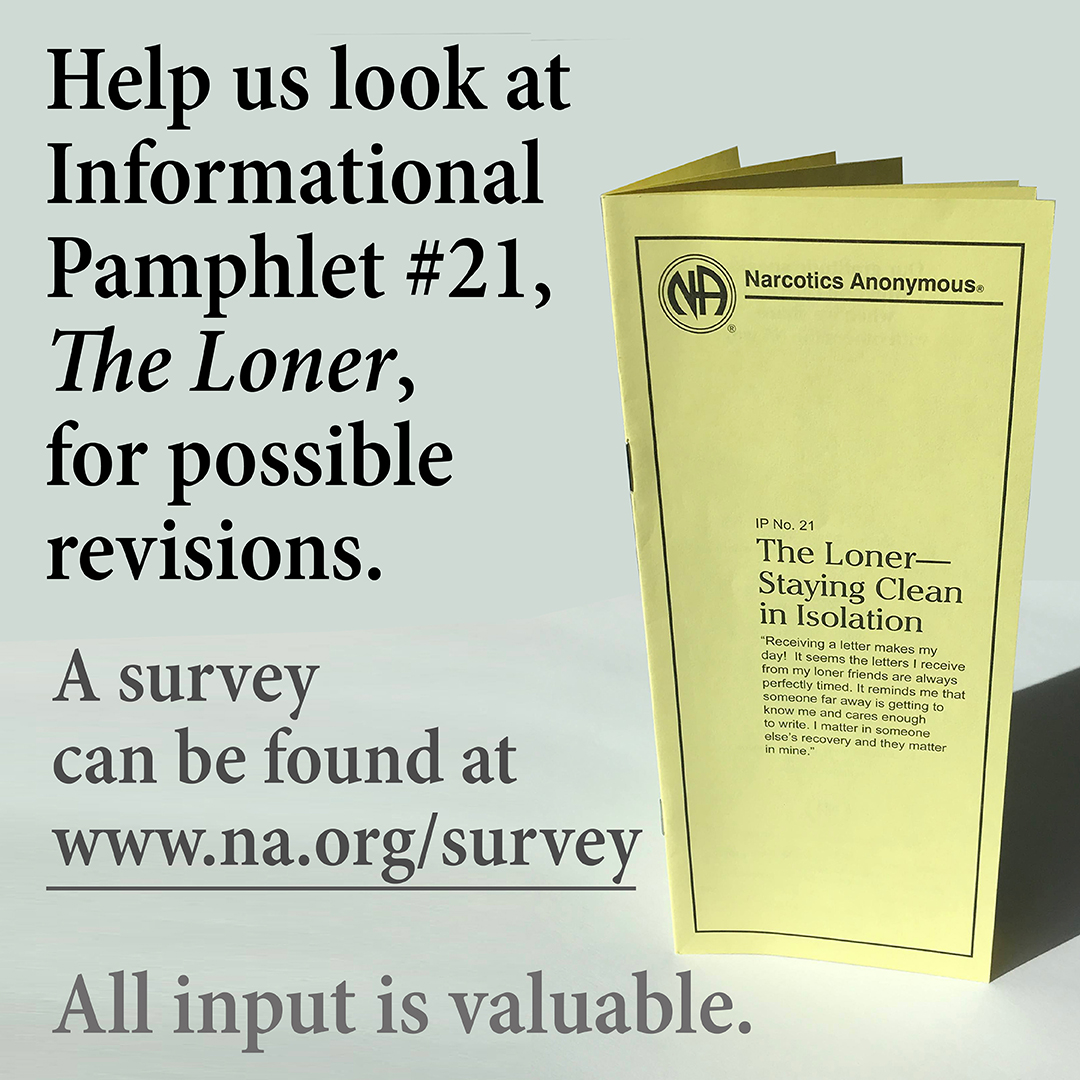 Help us look at
Informational
Pamphlet #21,
The Loner,
for possible
revisions.
A survey
can be found at
www.na.org/survey
All input is valuable.
NA
®
Narcotics Anonymous®
IP No. 21
The Loner—
Staying Clean
in Isolation
“Receiving a letter makes my
day! It seems the letters I receive
from my loner friends are always
perfectly timed. It reminds me that
someone far away is getting to
know me and cares enough
to write. I matter in someone
else’s recovery and they matter
in mine.”